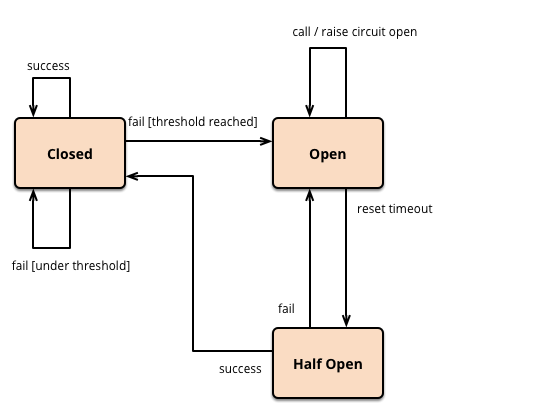 call / raise circuit open
success
fail [threshold reached]
Closed
Open
reset timeout
fail [under threshold]
fail
Half Open
success